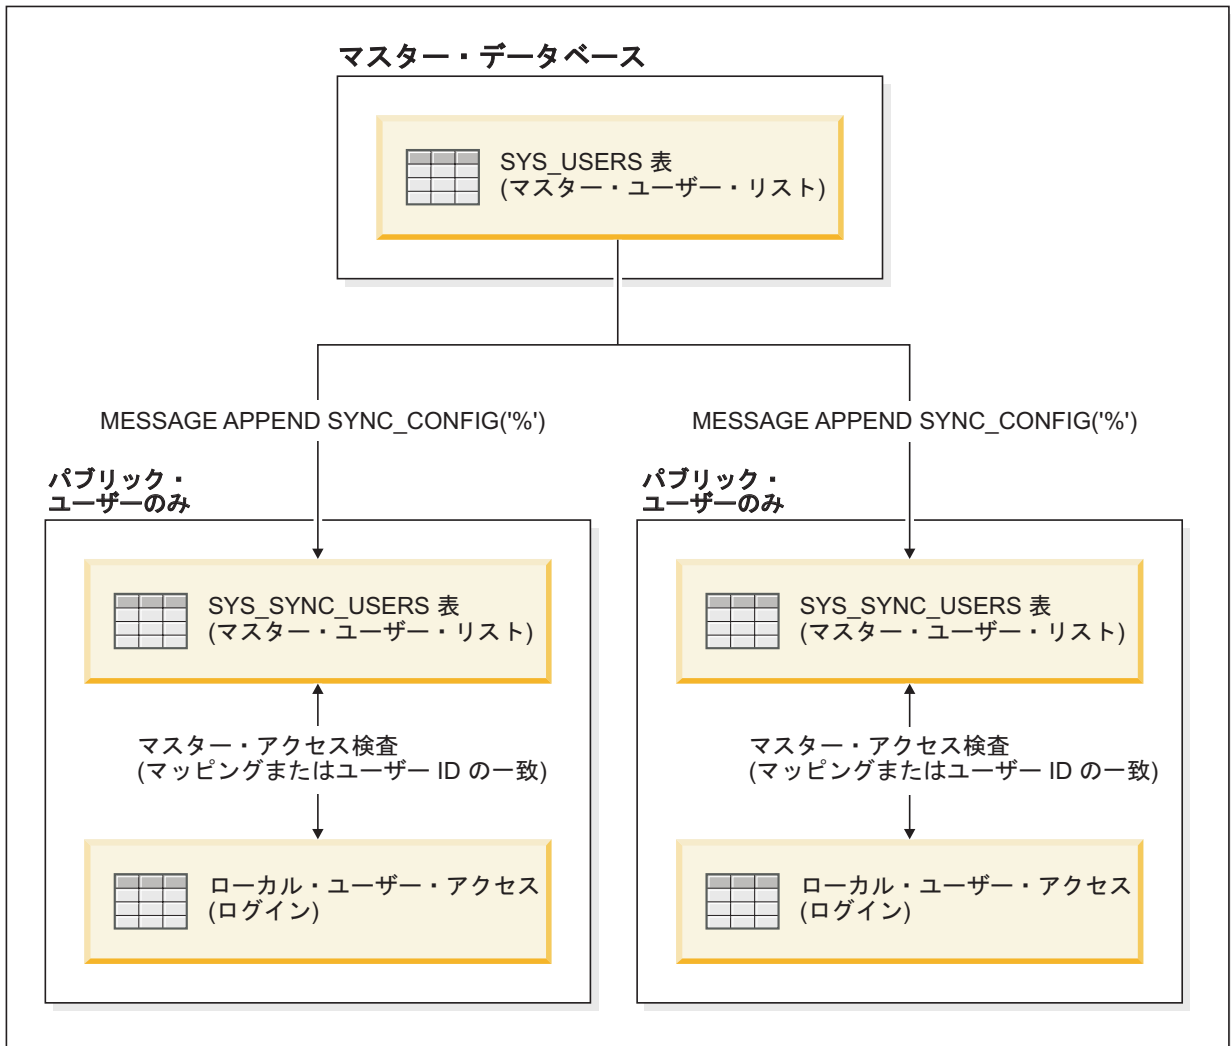 マスター・データベース
SYS_USERS 表
(マスター・ユーザー・リスト)
MESSAGE APPEND SYNC_CONFIG('%')
MESSAGE APPEND SYNC_CONFIG('%')
パブリック・
ユーザーのみ
SYS_SYNC_USERS 表
(マスター・ユーザー・リスト)
マスター・アクセス検査
(マッピングまたはユーザー ID の一致)
ローカル・ユーザー・アクセス
(ログイン)
パブリック・
ユーザーのみ
SYS_SYNC_USERS 表
(マスター・ユーザー・リスト)
マスター・アクセス検査
(マッピングまたはユーザー ID の一致)
ローカル・ユーザー・アクセス
(ログイン)